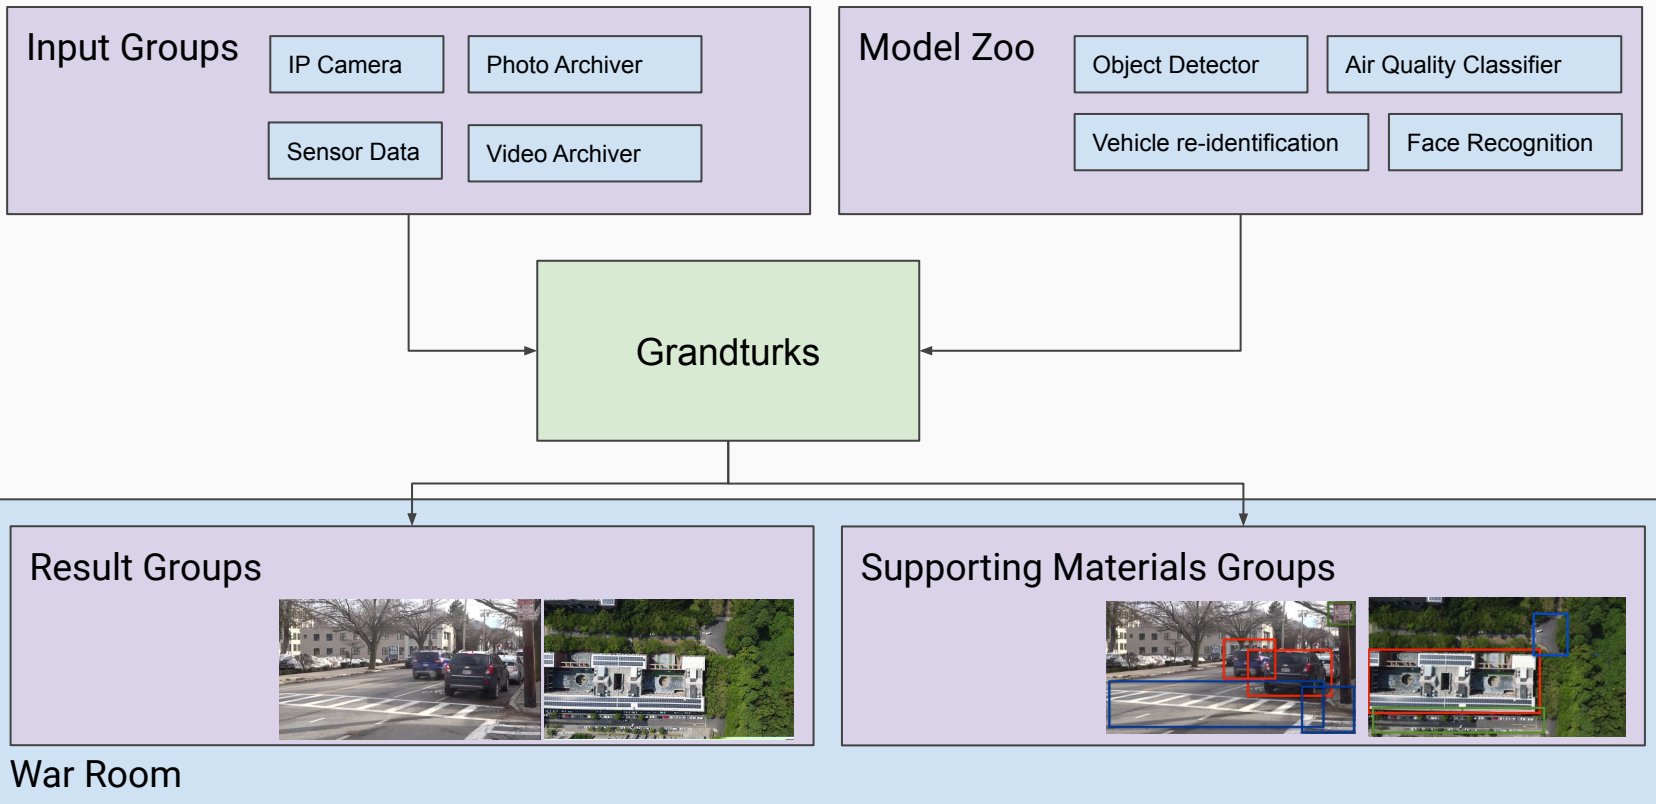 Input Groups
IP Camera
Photo Archiver
Sensor Data
Video Archiver
Model Zoo
Object Detector
Air Quality Classifier
Vehicle re-identification
Face Recognition
Grandturks
Result Groups
Supporting Materials Groups
War Room